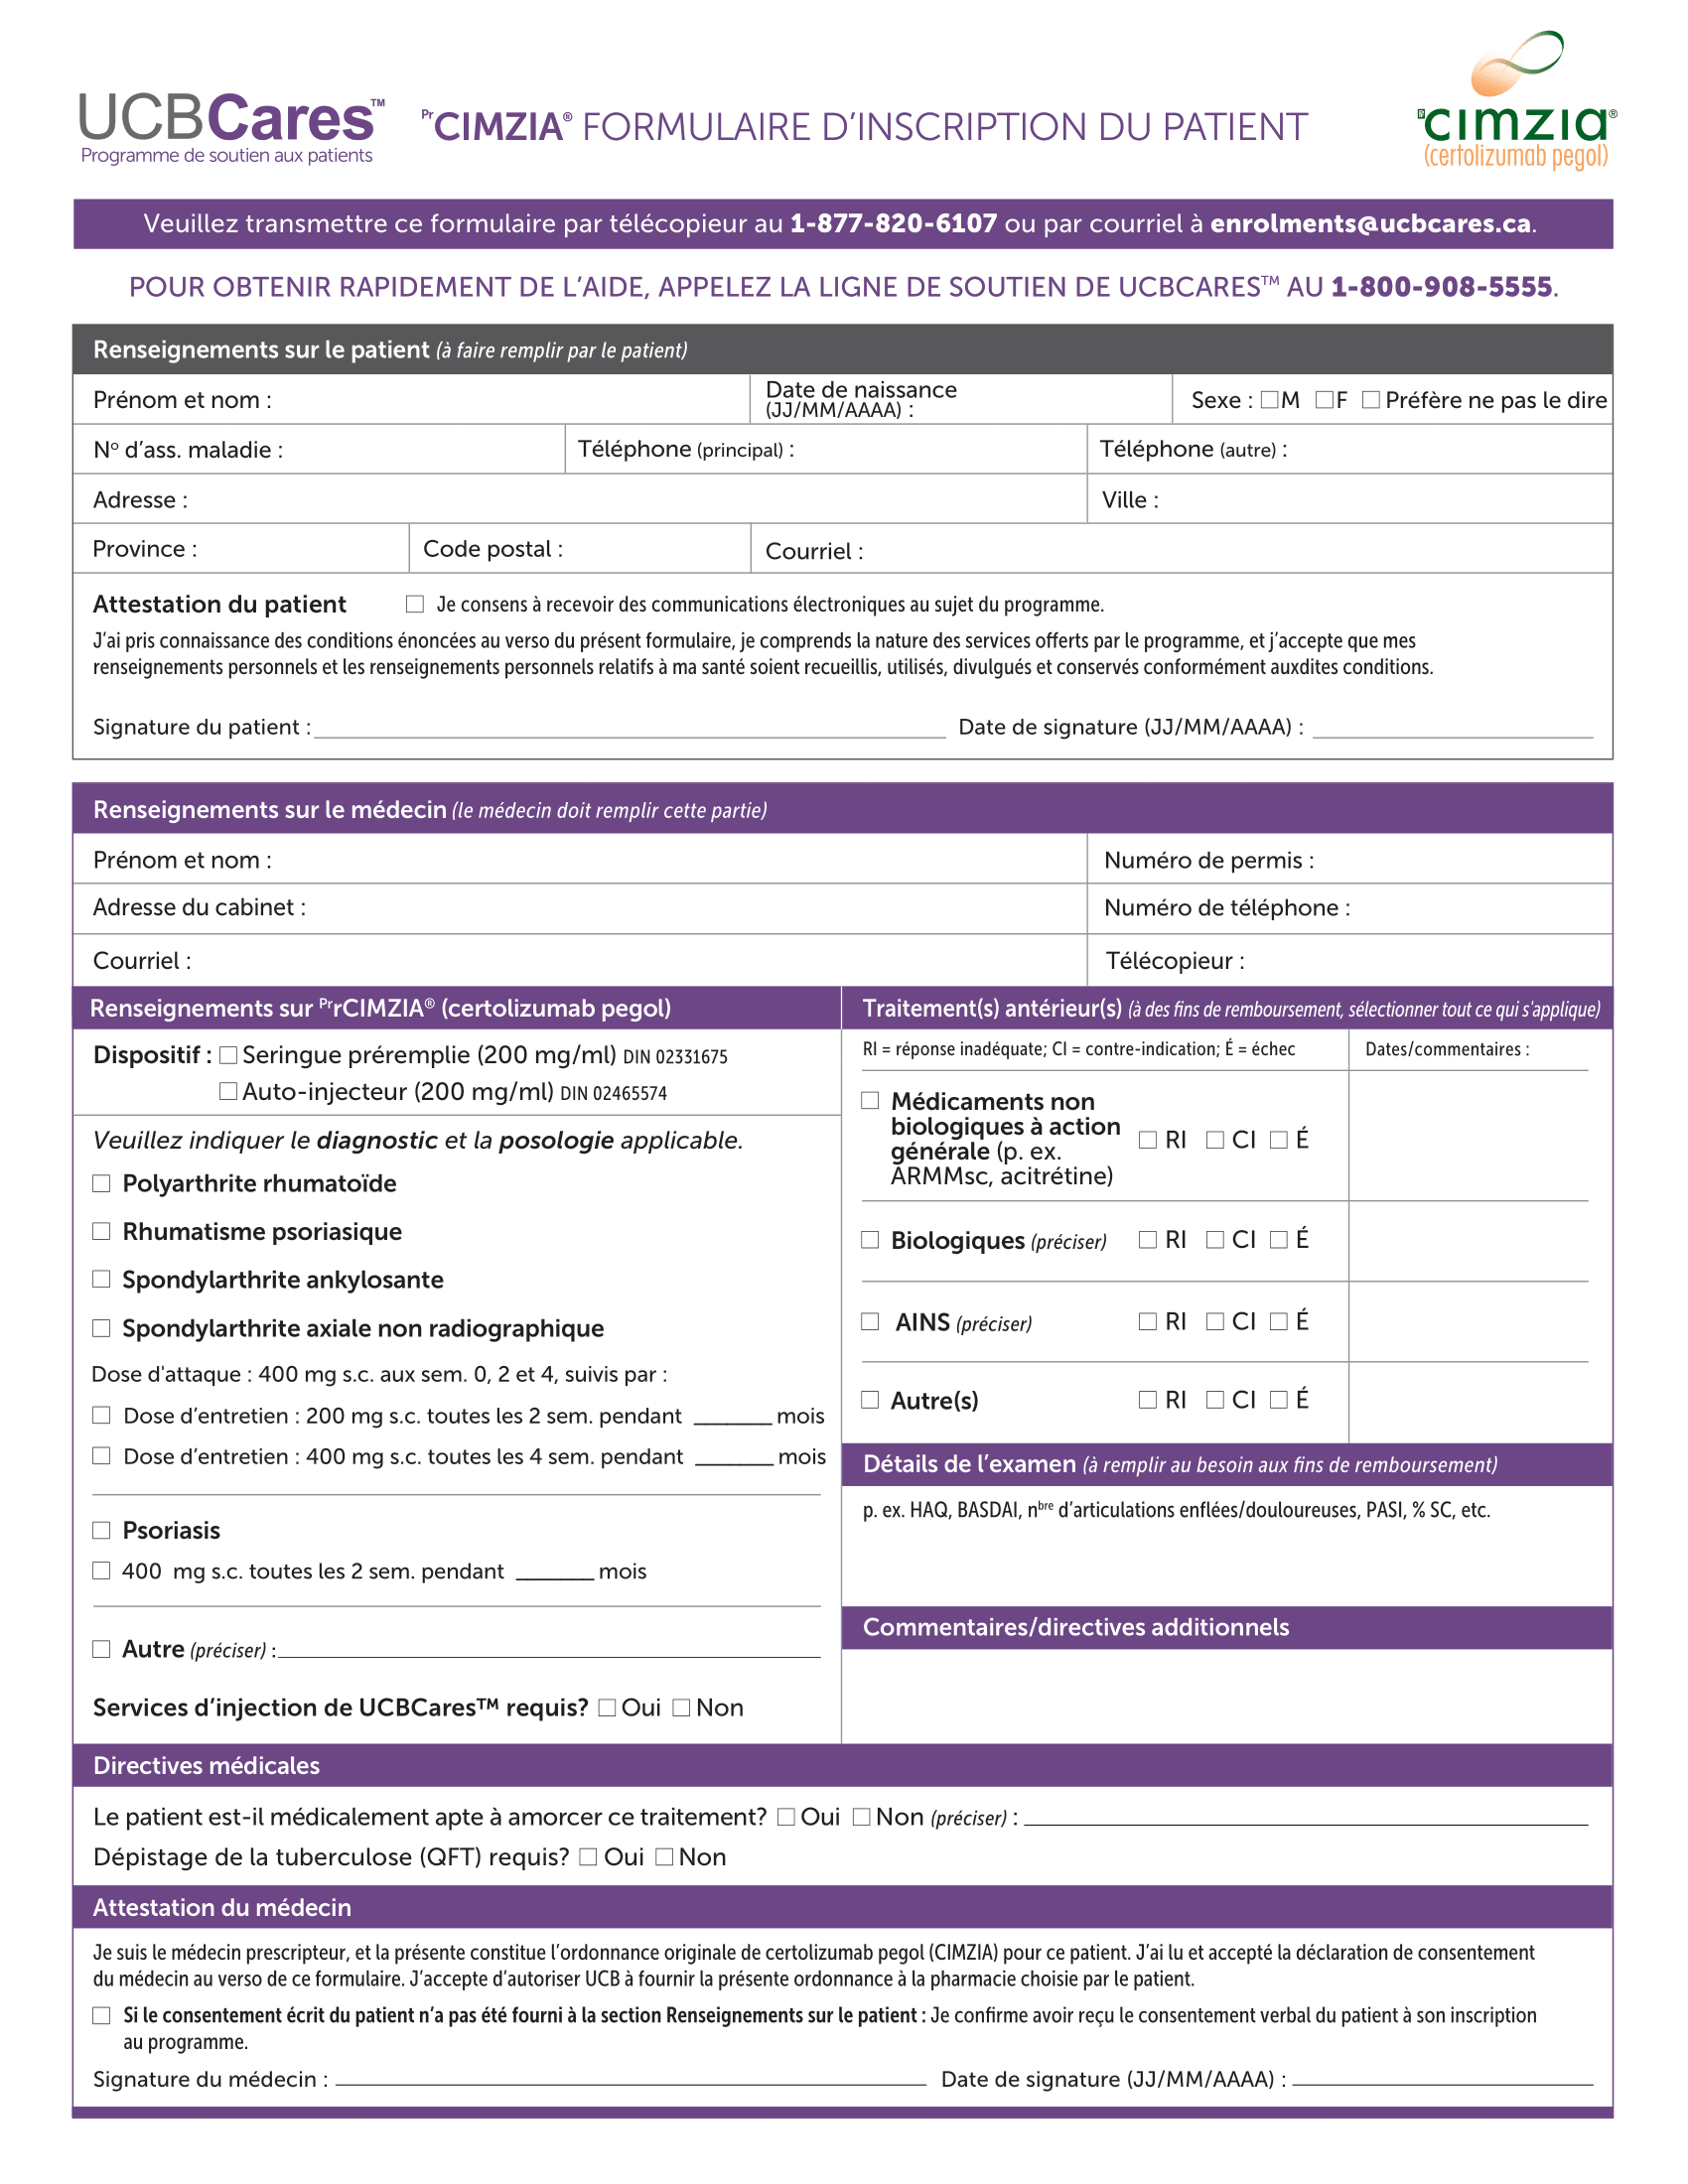 UCBCares™
Programme de soutien aux patients
PrCIMZIA® FORMULAIRE D’INSCRIPTION DU PATIENT
Pr cimzia®
(certolizumab pegol)
Veuillez transmettre ce formulaire par télécopieur au 1-877-820-6107 ou par courriel à enrolments@ucbcares.ca.
POUR OBTENIR RAPIDEMENT DE L’AIDE, APPELEZ LA LIGNE DE SOUTIEN DE UCBCARES™ AU 1-800-908-5555.
Renseignements sur le patient (à faire remplir par le patient)
Prénom et nom :
Date de naissance
(JJ/MM/AAAA) :
Sexe : ☐M ☐F ☐ Préfère ne pas le dire
Nº d’ass. maladie :
Téléphone (principal) :
Téléphone (autre) :
Adresse :
Ville :
Province :
Code postal :
Courriel :
Attestation du patient ☐ Je consens à recevoir des communications électroniques au sujet du programme.
J’ai pris connaissance des conditions énoncées au verso du présent formulaire, je comprends la nature des services offerts par le programme, et j’accepte que mes
renseignements personnels et les renseignements personnels relatifs à ma santé soient recueillis, utilisés, divulgués et conservés conformément auxdites conditions.
Signature du patient : Date de signature (JJ/MM/AAAA) :
Renseignements sur le médecin (le médecin doit remplir cette partie)
Prénom et nom :
Numéro de permis :
Adresse du cabinet :
Numéro de téléphone :
Courriel :
Télécopieur :
Renseignements sur PrrCIMZIA® (certolizumab pegol)
Dispositif : ☐ Seringue préremplie (200 mg/ml) DIN 02331675
☐ Auto-injecteur (200 mg/ml) DIN 02465574
Veuillez indiquer le diagnostic et la posologie applicable.
☐ Polyarthrite rhumatoïde
☐ Rhumatisme psoriasique
☐ Spondylarthrite ankylosante
☐ Spondylarthrite axiale non radiographique
Dose d'attaque : 400 mg s.c. aux sem. 0, 2 et 4, suivis par :
☐ Dose d’entretien : 200 mg s.c. toutes les 2 sem. pendant _______ mois
☐ Dose d’entretien : 400 mg s.c. toutes les 4 sem. pendant _______ mois
☐ Psoriasis
☐ 400 mg s.c. toutes les 2 sem. pendant _______ mois
☐ Autre (préciser) :
Services d’injection de UCBCares™ requis? ☐ Oui ☐ Non
Traitement(s) antérieur(s) (à des fins de remboursement, sélectionner tout ce qui s'applique)
RI = réponse inadéquate; CI = contre-indication; É = échec
Dates/commentaires :
☐ Médicaments non
biologiques à action
générale (p. ex.
ARMMsc, acitrétine)
☐ RI ☐ CI ☐ É
☐ Biologiques (préciser) ☐ RI ☐ CI ☐ É
☐ AINS (préciser) ☐ RI ☐ CI ☐ É
☐ Autre(s) ☐ RI ☐ CI ☐ É
Détails de l’examen (à remplir au besoin aux fins de remboursement)
p. ex. HAQ, BASDAI, nbre d’articulations enflées/douloureuses, PASI, % SC, etc.
Commentaires/directives additionnels
Directives médicales
Le patient est-il médicalement apte à amorcer ce traitement? ☐ Oui ☐ Non (préciser) :
Dépistage de la tuberculose (QFT) requis? ☐ Oui ☐ Non
Attestation du médecin
Je suis le médecin prescripteur, et la présente constitue l’ordonnance originale de certolizumab pegol (CIMZIA) pour ce patient. J’ai lu et accepté la déclaration de consentement
du médecin au verso de ce formulaire. J’accepte d’autoriser UCB à fournir la présente ordonnance à la pharmacie choisie par le patient.
☐ Si le consentement écrit du patient n’a pas été fourni à la section Renseignements sur le patient : Je confirme avoir reçu le consentement verbal du patient à son inscription
au programme.
Signature du médecin : Date de signature (JJ/MM/AAAA) :